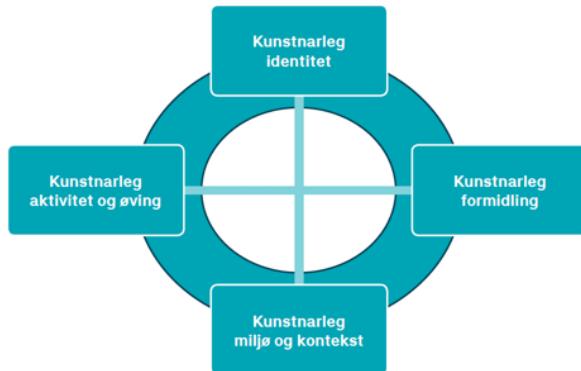 Kunstnarleg
identitet
Kunstnarleg
aktivitet og øving
Kunstnarleg
formidling
Kunstnarleg
miljø og kontekst